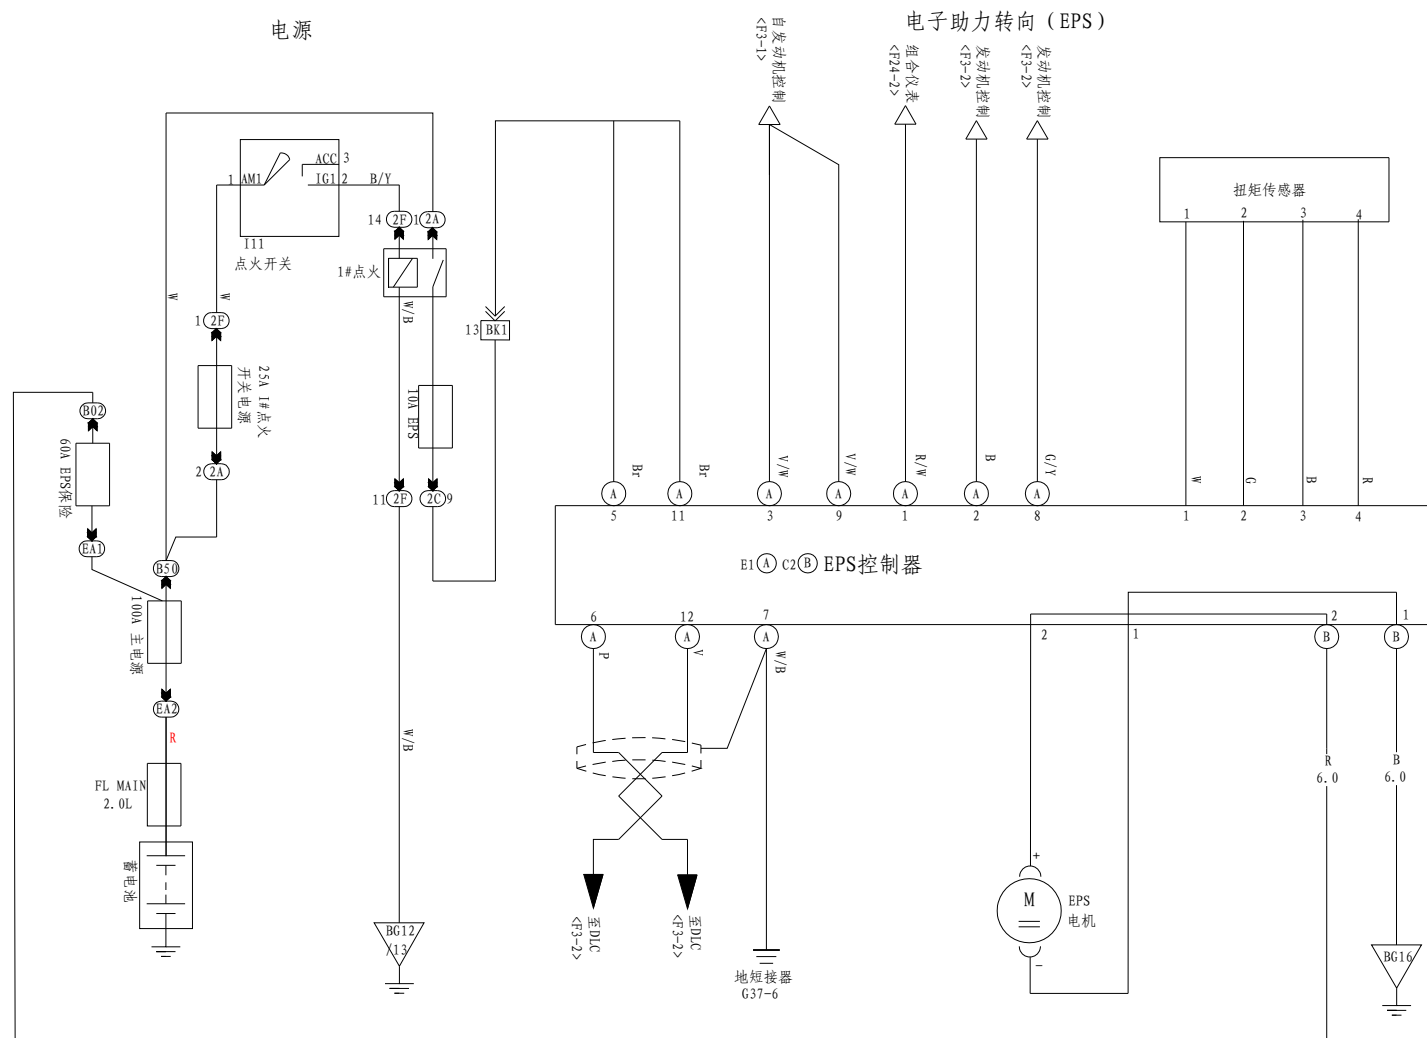 电源
电子助力转向（EPS）
自发动机控制
<F3-1>
组合仪表
<F24-2>
发动机控制
<F3-2>
发动机控制
<F3-2>
ACC 3
1 AM1
IG1 2
B/Y
I11
点火开关
14 2F
1 2A
1#点火
W/B
W
W
1 2F
25A I#点火
开关电源
2 2A
10A EPS
13 BK1
扭矩传感器
1 2 3 4
B02
60A EPS保险
EA1
B50
100A 主电源
EA2
R
FL MAIN
2.0L
蓄电池
11 2F
2C 9
W/B
BG12
/13
Br Br V/W V/W R/W B G/Y W G B R
A A A A A A A
5 11 3 9 1 2 8 1 2 3 4
E1 A C2 B EPS控制器
6 12 7 2 1
A A A 2 1 B B
P V W/B
至DLC
<F3-2>
至DLC
<F3-2>
地短接器
G37-6
+
M
−
EPS
电机
R
6.0
B
6.0
BG16